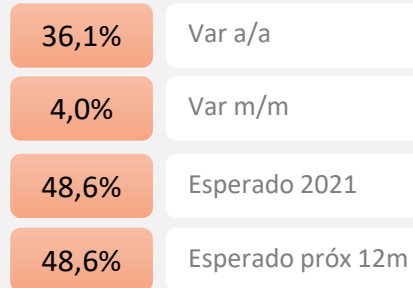 36,1% Var a/a
4,0% Var m/m
48,6% Esperado 2021
48,6% Esperado próx 12m